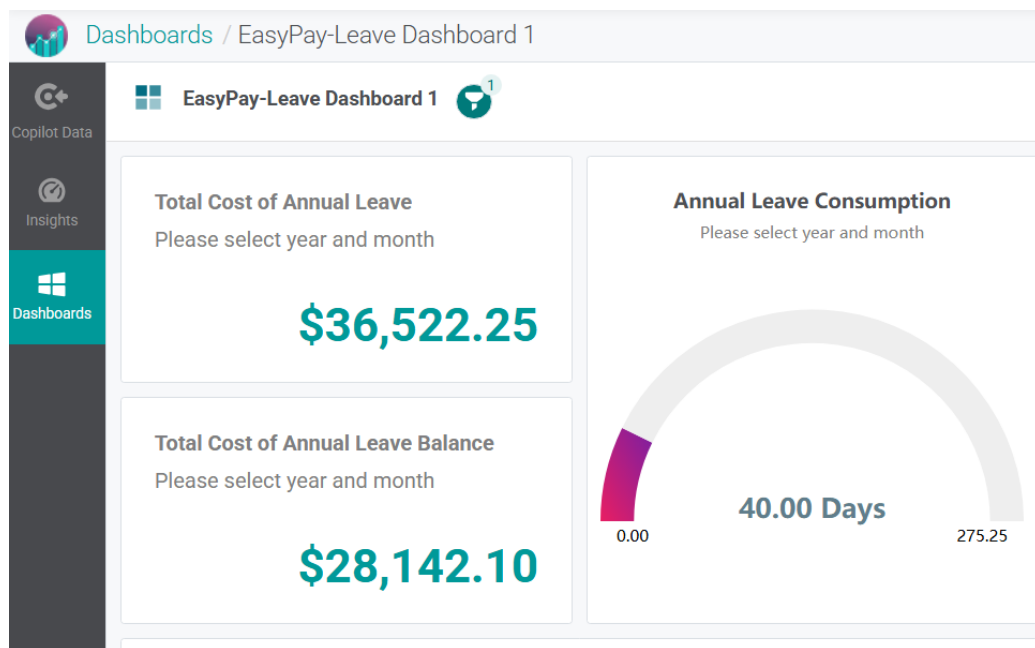 Dashboards / EasyPay-Leave Dashboard 1
Copilot Data
Insights
Dashboards
EasyPay-Leave Dashboard 1
1
Total Cost of Annual Leave
Please select year and month
$36,522.25
Total Cost of Annual Leave Balance
Please select year and month
$28,142.10
Annual Leave Consumption
Please select year and month
40.00 Days
0.00
275.25